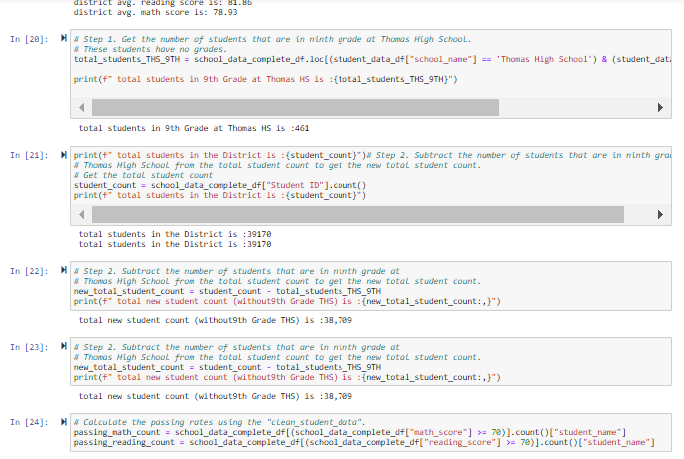 district avg. reading score is: 81.86
district avg. math score is: 78.93
In [20]:
# Step 1. Get the number of students that are in ninth grade at Thomas High School.
# These students have no grades.
total_students_THS_9TH = school_data_complete_df.loc[(student_data_df["school_name"] == 'Thomas High School') & (student_data
print(f" total students in 9th Grade at Thomas HS is :{total_students_THS_9TH}")
total students in 9th Grade at Thomas HS is :461
In [21]:
print(f" total students in the District is :{student_count}")# Step 2. Subtract the number of students that are in ninth grad
# Thomas High School from the total student count to get the new total student count.
# Get the total student count
student_count = school_data_complete_df["Student ID"].count()
print(f" total students in the District is :{student_count}")
total students in the District is :39170
total students in the District is :39170
In [22]:
# Step 2. Subtract the number of students that are in ninth grade at
# Thomas High School from the total student count to get the new total student count.
new_total_student_count = student_count - total_students_THS_9TH
print(f" total new student count (without9th Grade THS) is :{new_total_student_count:,}")
total new student count (without9th Grade THS) is :38,709
In [23]:
# Step 2. Subtract the number of students that are in ninth grade at
# Thomas High School from the total student count to get the new total student count.
new_total_student_count = student_count - total_students_THS_9TH
print(f" total new student count (without9th Grade THS) is :{new_total_student_count:,}")
total new student count (without9th Grade THS) is :38,709
In [24]:
# Calculate the passing rates using the "clean_student_data".
passing_math_count = school_data_complete_df[(school_data_complete_df["math_score"] >= 70)].count()["student_name"]
passing_reading_count = school_data_complete_df[(school_data_complete_df["reading_score"] >= 70)].count()["student_name"]